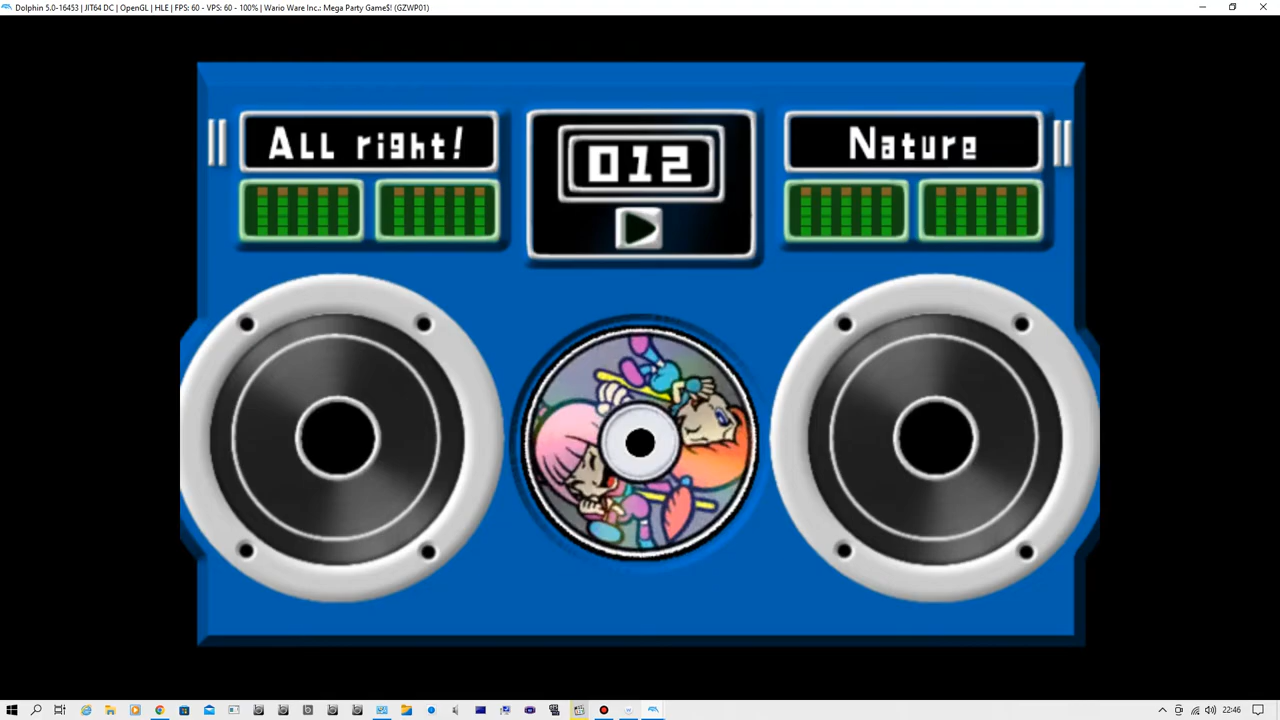 Dolphin 5.0-16453 | JIT64 DC | OpenGL | HLE | FPS: 60 - VPS: 60 - 100% | Wario Ware Inc.: Mega Party Game$! (GZWP01)
ALL right!
012
Nature
22:46